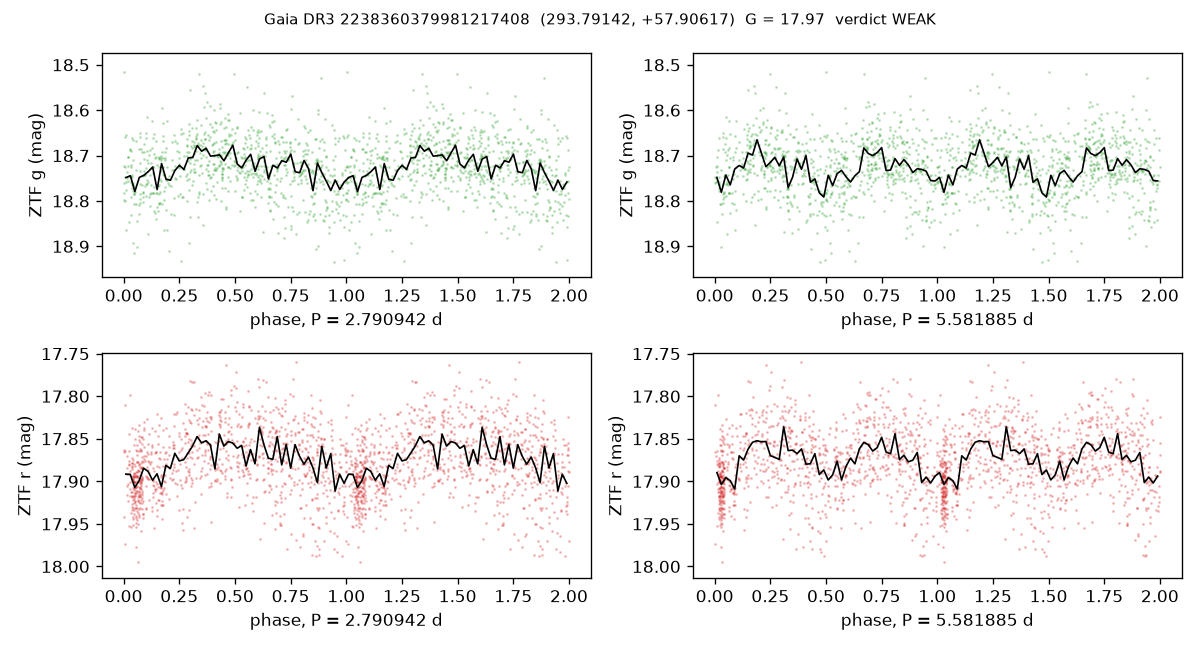 Gaia DR3 2238360379981217408 (293.79142, +57.90617) G = 17.97 verdict WEAK
ZTF g (mag)
18.5
18.6
18.7
18.8
18.9
0.00 0.25 0.50 0.75 1.00 1.25 1.50 1.75 2.00
phase, P = 2.790942 d
ZTF g (mag)
18.5
18.6
18.7
18.8
18.9
0.00 0.25 0.50 0.75 1.00 1.25 1.50 1.75 2.00
phase, P = 5.581885 d
ZTF r (mag)
17.75
17.80
17.85
17.90
17.95
18.00
0.00 0.25 0.50 0.75 1.00 1.25 1.50 1.75 2.00
phase, P = 2.790942 d
ZTF r (mag)
17.75
17.80
17.85
17.90
17.95
18.00
0.00 0.25 0.50 0.75 1.00 1.25 1.50 1.75 2.00
phase, P = 5.581885 d